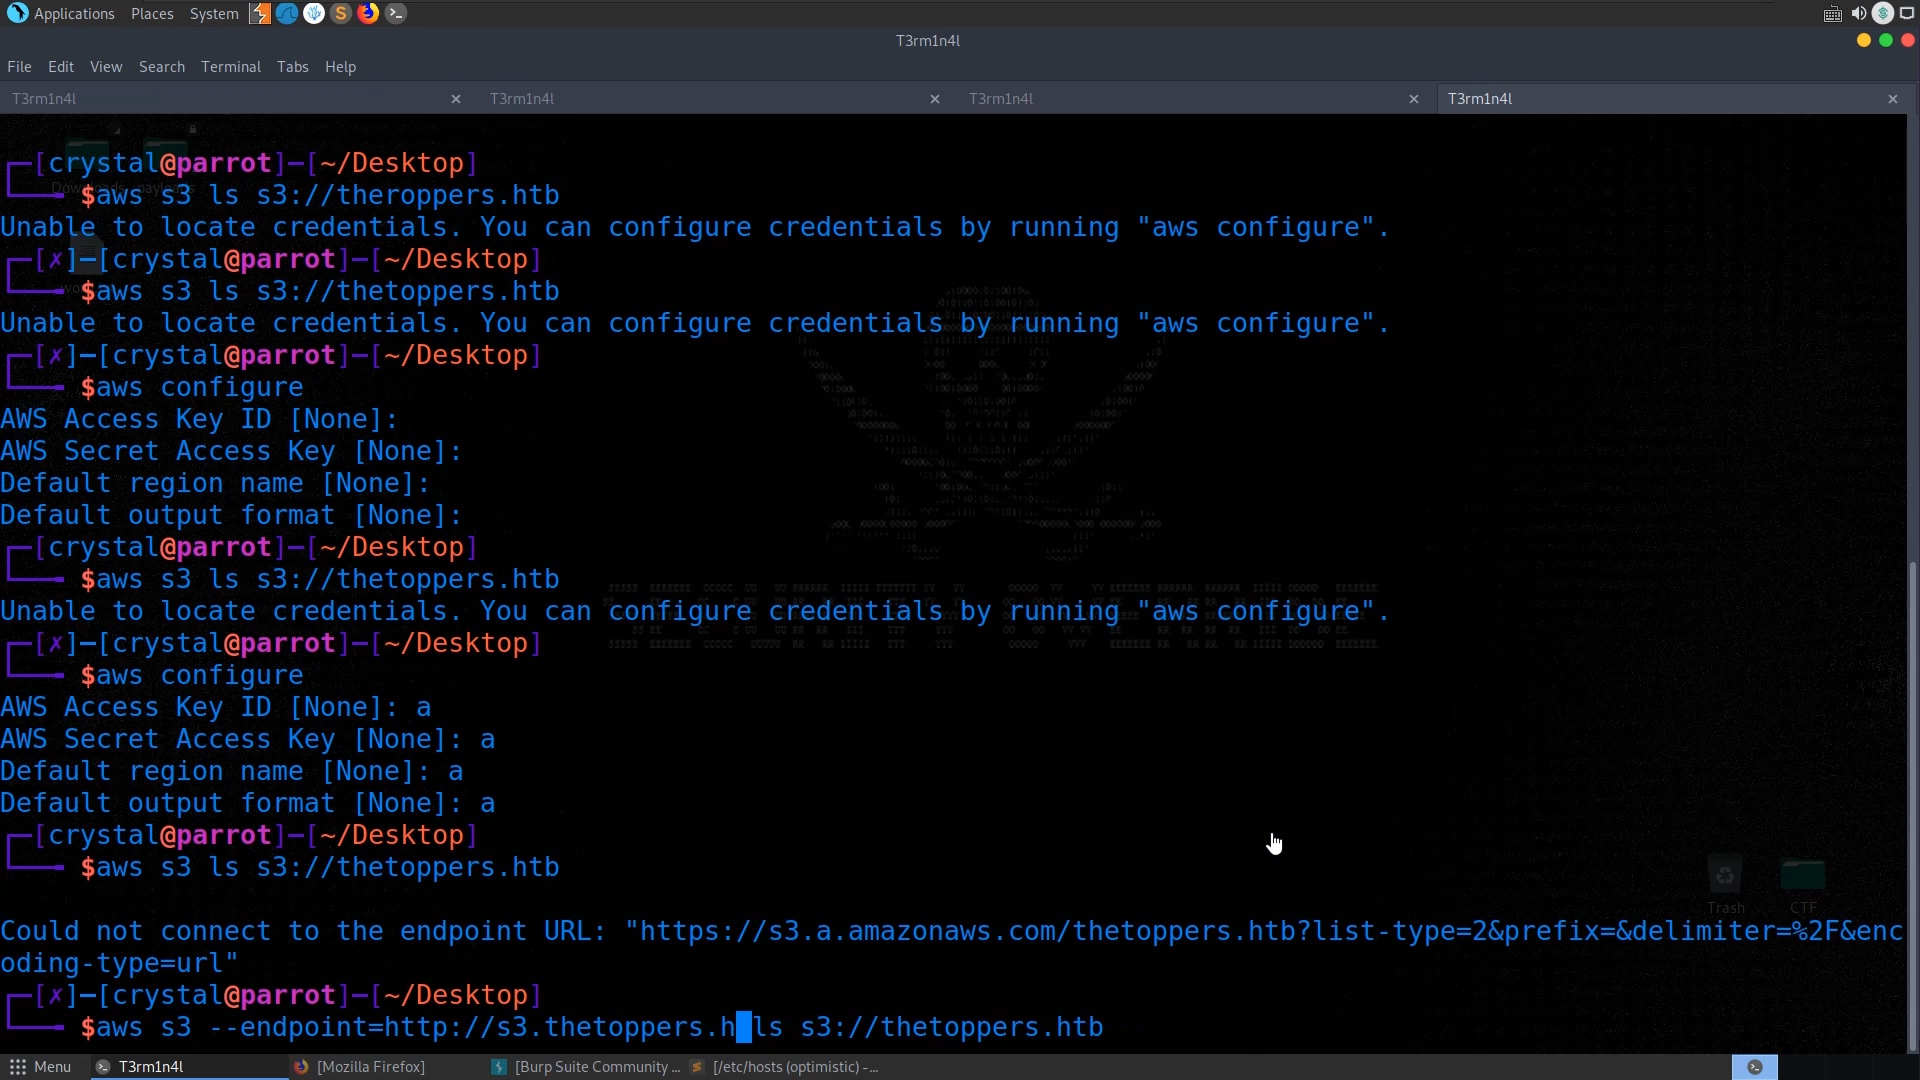 Applications Places System
T3rm1n4l
File Edit View Search Terminal Tabs Help
T3rm1n4l × T3rm1n4l × T3rm1n4l × T3rm1n4l ×
┌─[crystal@parrot]─[~/Desktop]
└──╼ $aws s3 ls s3://theroppers.htb
Unable to locate credentials. You can configure credentials by running "aws configure".
┌─[✗]─[crystal@parrot]─[~/Desktop]
└──╼ $aws s3 ls s3://thetoppers.htb
Unable to locate credentials. You can configure credentials by running "aws configure".
┌─[✗]─[crystal@parrot]─[~/Desktop]
└──╼ $aws configure
AWS Access Key ID [None]:
AWS Secret Access Key [None]:
Default region name [None]:
Default output format [None]:
┌─[crystal@parrot]─[~/Desktop]
└──╼ $aws s3 ls s3://thetoppers.htb
Unable to locate credentials. You can configure credentials by running "aws configure".
┌─[✗]─[crystal@parrot]─[~/Desktop]
└──╼ $aws configure
AWS Access Key ID [None]: a
AWS Secret Access Key [None]: a
Default region name [None]: a
Default output format [None]: a
┌─[crystal@parrot]─[~/Desktop]
└──╼ $aws s3 ls s3://thetoppers.htb
Trash CTF
Could not connect to the endpoint URL: "https://s3.a.amazonaws.com/thetoppers.htb?list-type=2&prefix=&delimiter=%2F&enc
oding-type=url"
┌─[✗]─[crystal@parrot]─[~/Desktop]
└──╼ $aws s3 --endpoint=http://s3.thetoppers.h ls s3://thetoppers.htb
Menu T3rm1n4l [Mozilla Firefox] [Burp Suite Community ... [/etc/hosts (optimistic) -...